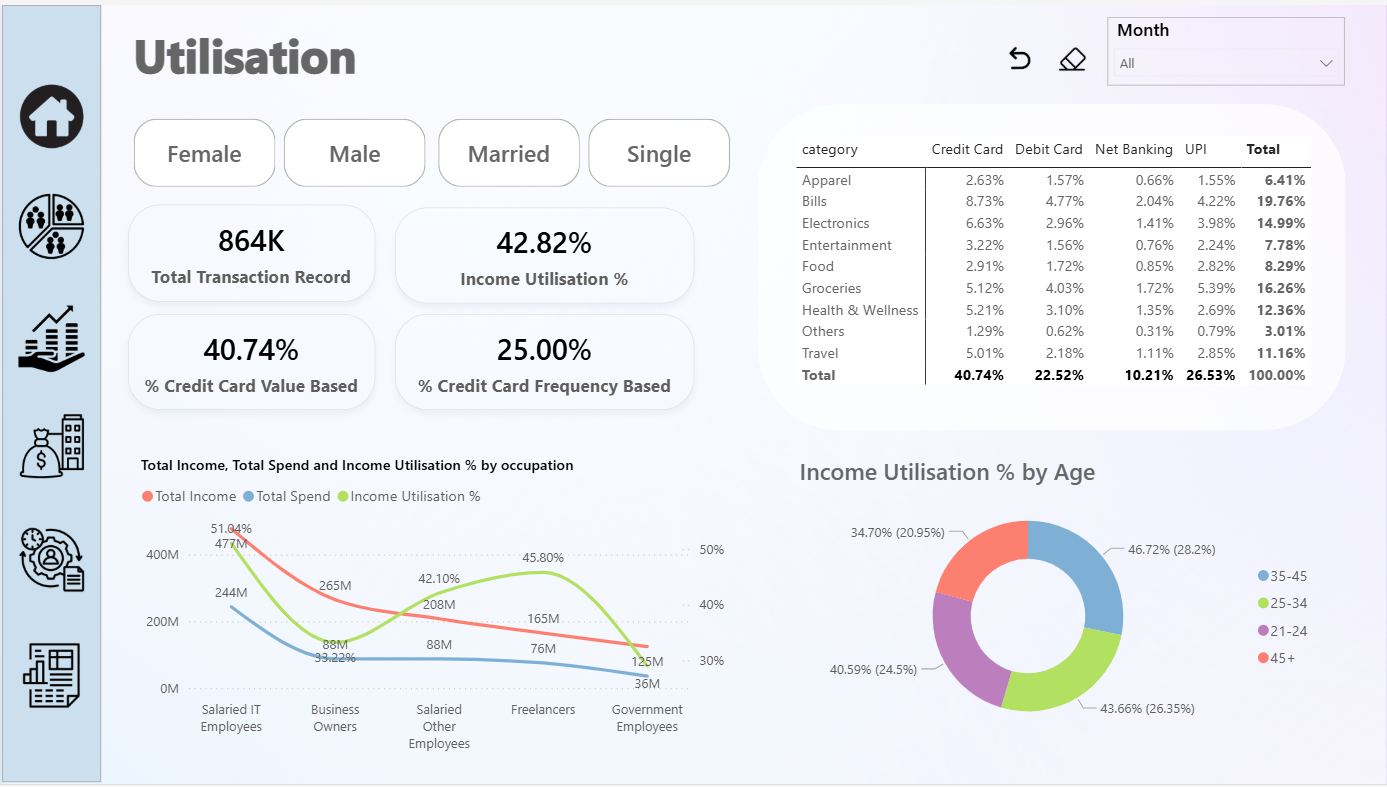 Utilisation
Month
All
Female
Male
Married
Single
864K
Total Transaction Record
42.82%
Income Utilisation %
40.74%
% Credit Card Value Based
25.00%
% Credit Card Frequency Based
category Credit Card Debit Card Net Banking UPI Total
Apparel 2.63% 1.57% 0.66% 1.55% 6.41%
Bills 8.73% 4.77% 2.04% 4.22% 19.76%
Electronics 6.63% 2.96% 1.41% 3.98% 14.99%
Entertainment 3.22% 1.56% 0.76% 2.24% 7.78%
Food 2.91% 1.72% 0.85% 2.82% 8.29%
Groceries 5.12% 4.03% 1.72% 5.39% 16.26%
Health & Wellness 5.21% 3.10% 1.35% 2.69% 12.36%
Others 1.29% 0.62% 0.31% 0.79% 3.01%
Travel 5.01% 2.18% 1.11% 2.85% 11.16%
Total 40.74% 22.52% 10.21% 26.53% 100.00%
Total Income, Total Spend and Income Utilisation % by occupation
Total Income Total Spend Income Utilisation %
400M
200M
0M
50%
40%
30%
51.04%
477M
244M
265M
88M
33.22%
42.10%
208M
88M
45.80%
165M
76M
125M
36M
Salaried IT
Employees
Business
Owners
Salaried
Other
Employees
Freelancers
Government
Employees
Income Utilisation % by Age
34.70% (20.95%)
46.72% (28.2%)
40.59% (24.5%)
43.66% (26.35%)
35-45
25-34
21-24
45+
$